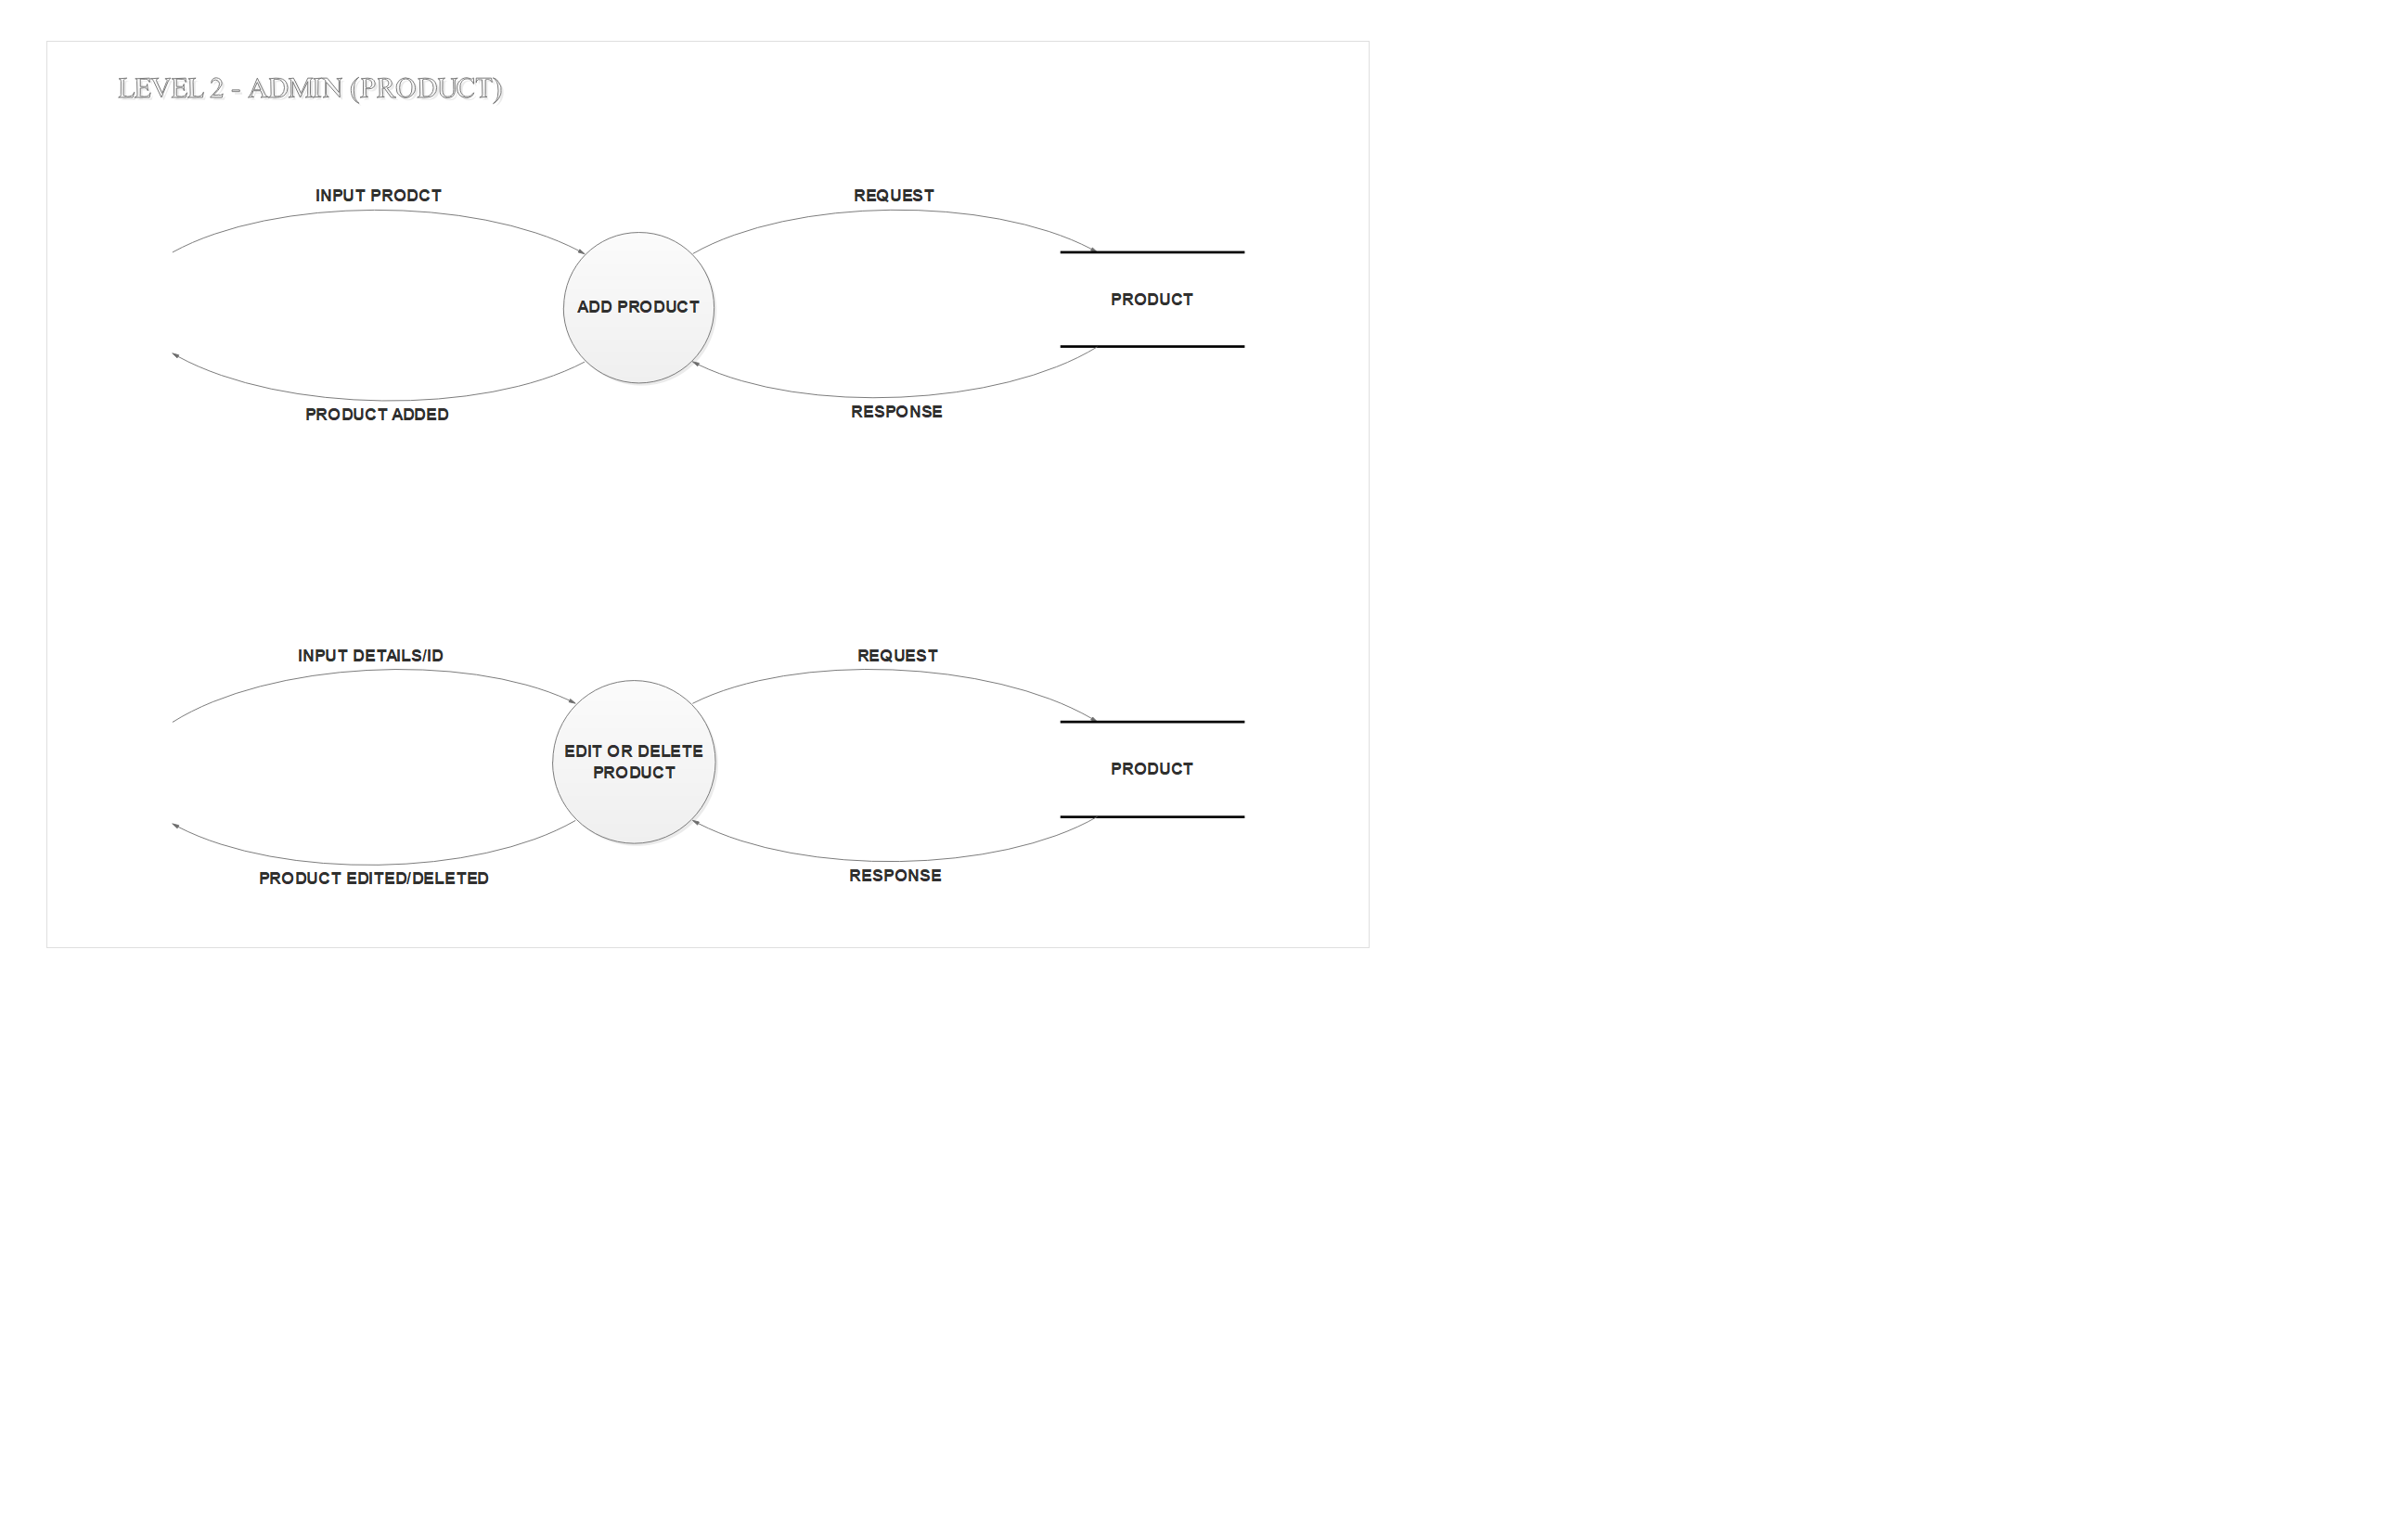 LEVEL 2 - ADMIN (PRODUCT)
INPUT PRODCT
REQUEST
ADD PRODUCT
PRODUCT
PRODUCT ADDED
RESPONSE
INPUT DETAILS/ID
REQUEST
EDIT OR DELETE
PRODUCT
PRODUCT
PRODUCT EDITED/DELETED
RESPONSE